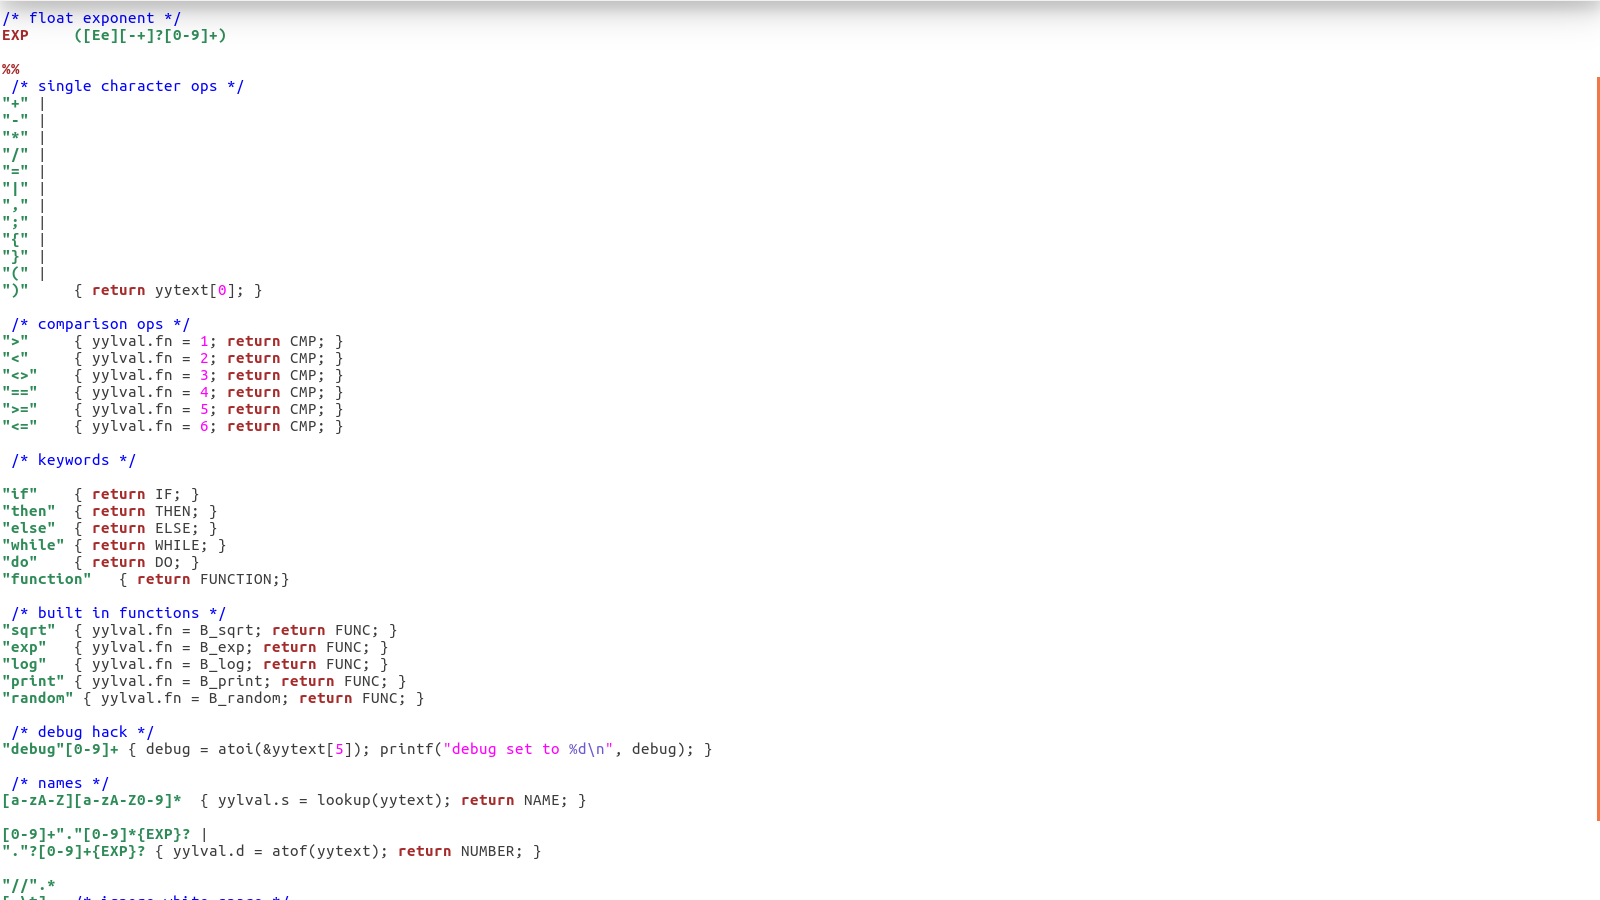 /* float exponent */
EXP     ([Ee][-+]?[0-9]+)
%%
 /* single character ops */
"+" |
"-" |
"*" |
"/" |
"=" |
"|" |
"," |
";" |
"{" |
"}" |
"(" |
")"     { return yytext[0]; }
 /* comparison ops */
">"     { yylval.fn = 1; return CMP; }
"<"     { yylval.fn = 2; return CMP; }
"<>"    { yylval.fn = 3; return CMP; }
"=="    { yylval.fn = 4; return CMP; }
">="    { yylval.fn = 5; return CMP; }
"<="    { yylval.fn = 6; return CMP; }
 /* keywords */
"if"    { return IF; }
"then"  { return THEN; }
"else"  { return ELSE; }
"while" { return WHILE; }
"do"    { return DO; }
"function"   { return FUNCTION;}
 /* built in functions */
"sqrt"  { yylval.fn = B_sqrt; return FUNC; }
"exp"   { yylval.fn = B_exp; return FUNC; }
"log"   { yylval.fn = B_log; return FUNC; }
"print" { yylval.fn = B_print; return FUNC; }
"random" { yylval.fn = B_random; return FUNC; }
 /* debug hack */
"debug"[0-9]+ { debug = atoi(&yytext[5]); printf("debug set to %d\n", debug); }
 /* names */
[a-zA-Z][a-zA-Z0-9]*  { yylval.s = lookup(yytext); return NAME; }
[0-9]+"."[0-9]*{EXP}? |
"."?[0-9]+{EXP}? { yylval.d = atof(yytext); return NUMBER; }
"//".*
[ \t]   /* ignore white space */